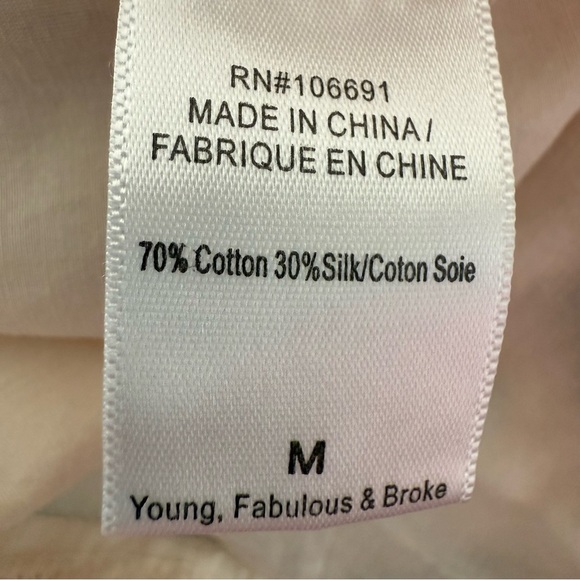 RN#106691
MADE IN CHINA/
FABRIQUE EN CHINE
70% Cotton 30%Silk/Coton Soie
M
Young, Fabulous & Broke